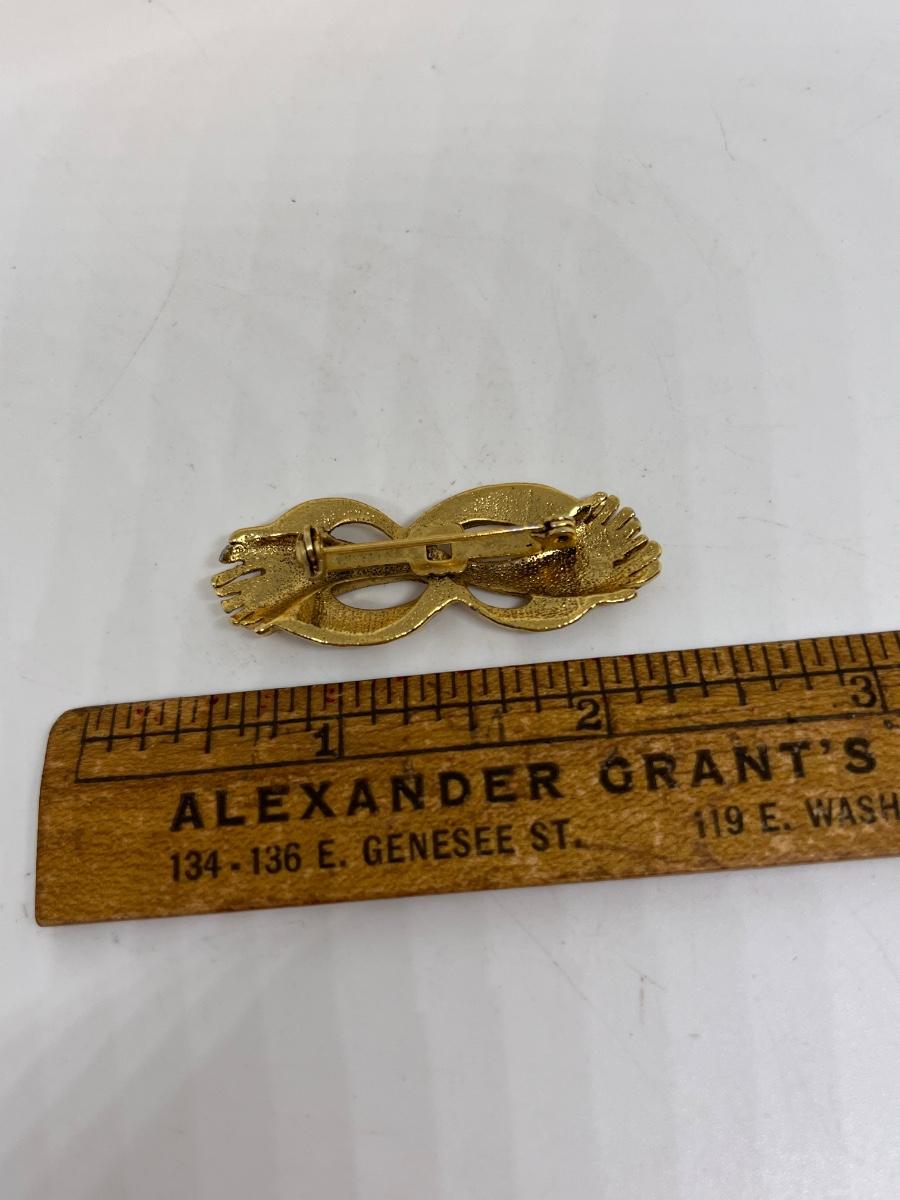 1 2 3
ALEXANDER GRANT'S
134-136 E. GENESEE ST. 119 E. WASH